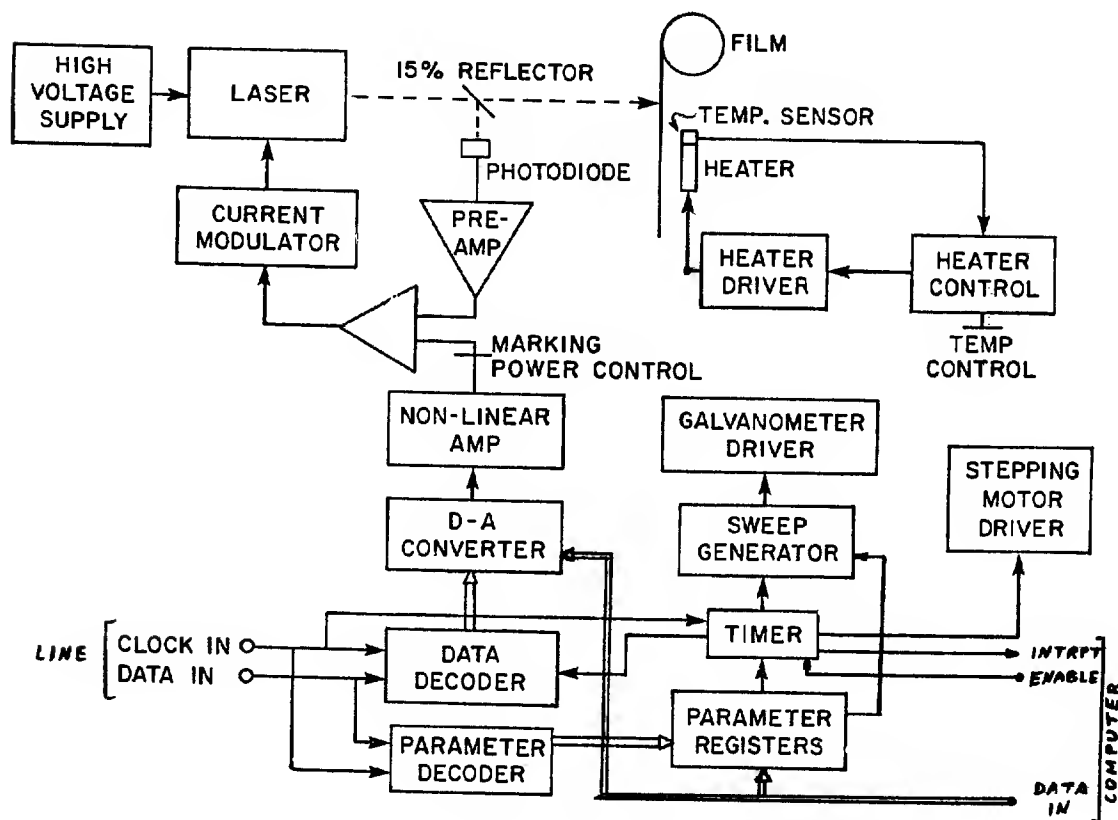 HIGH
VOLTAGE
SUPPLY
LASER
15% REFLECTOR
FILM
TEMP. SENSOR
HEATER
PHOTODIODE
CURRENT
MODULATOR
PRE-
AMP
HEATER
DRIVER
HEATER
CONTROL
TEMP
CONTROL
MARKING
POWER CONTROL
NON-LINEAR
AMP
GALVANOMETER
DRIVER
STEPPING
MOTOR
DRIVER
D-A
CONVERTER
SWEEP
GENERATOR
LINE
CLOCK IN
DATA IN
DATA
DECODER
TIMER
INTRPT
ENABLE
PARAMETER
DECODER
PARAMETER
REGISTERS
DATA
IN
COMPUTER